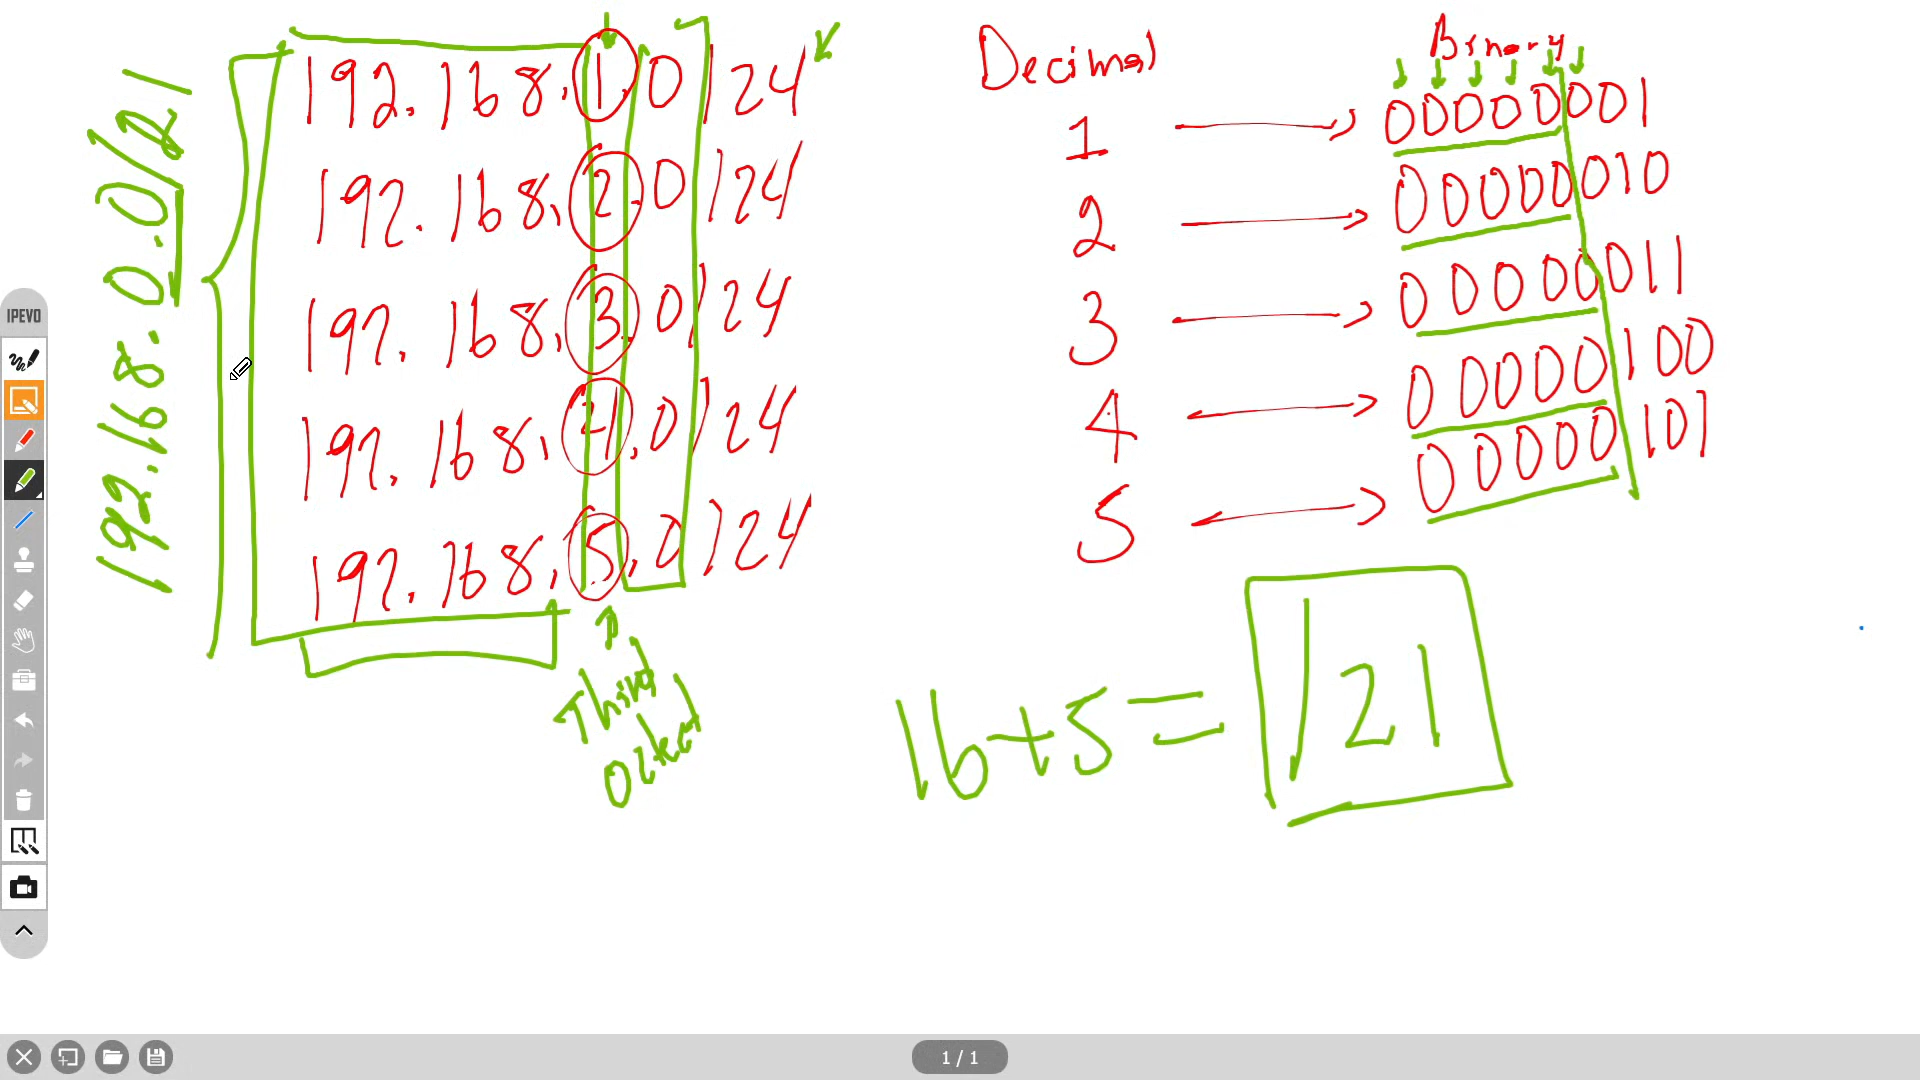 192.168.1.0/24
192.168.2.0/24
192.168.3.0/24
192.168.4.0/24
192.168.5.0/24
192.168.0.0/21
Third
Octect
Decimal
Binary
1 → 00000001
2 → 00000010
3 → 00000011
4 ↔ 00000100
5 ↔ 00000101
16+5=
/21
IPEVO
1 / 1